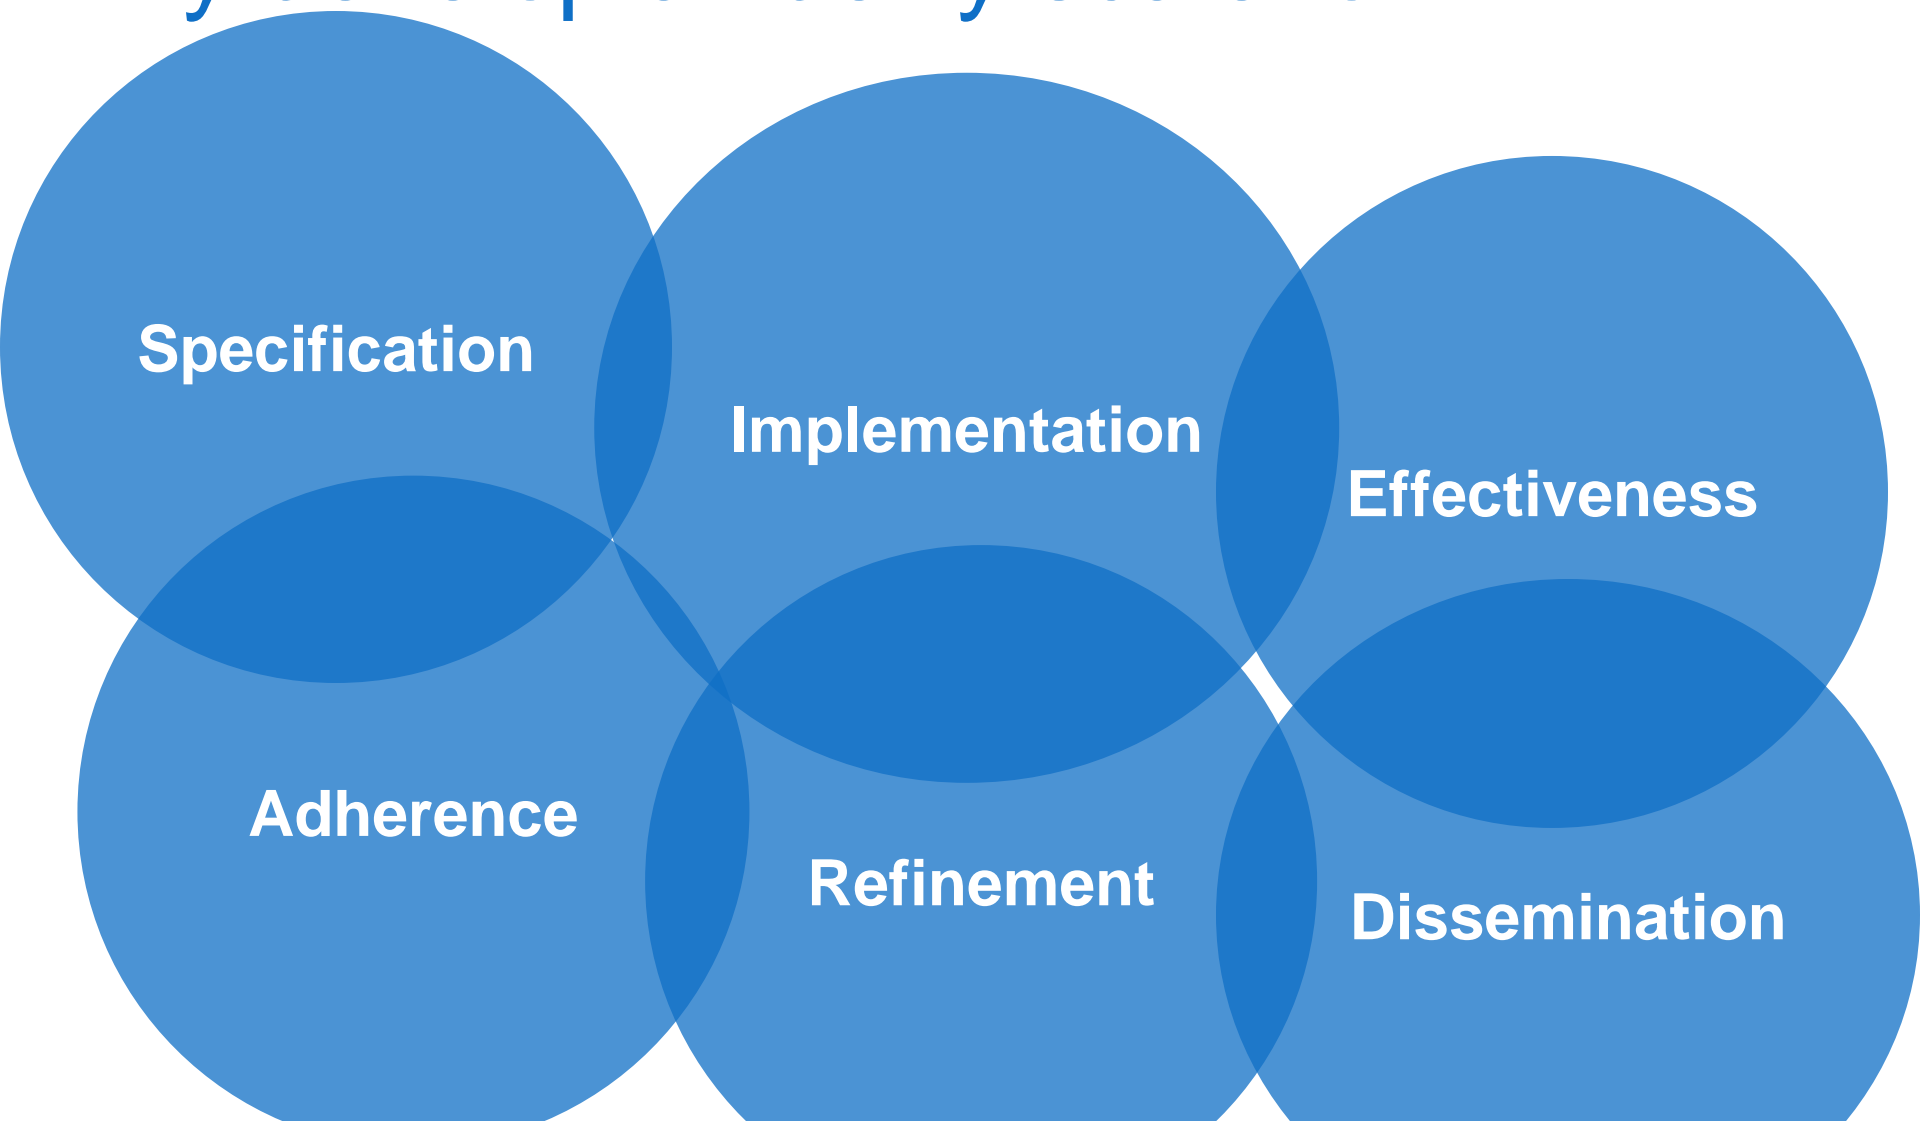 Specification
Implementation
Effectiveness
Adherence
Refinement
Dissemination